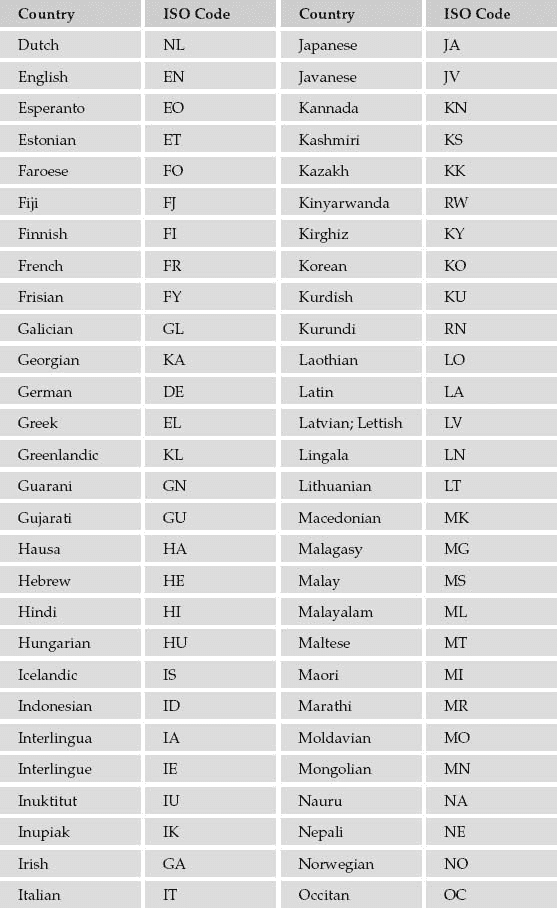 Country ISO Code Country ISO Code
Dutch NL Japanese JA
English EN Javanese JV
Esperanto EO Kannada KN
Estonian ET Kashmiri KS
Faroese FO Kazakh KK
Fiji FJ Kinyarwanda RW
Finnish FI Kirghiz KY
French FR Korean KO
Frisian FY Kurdish KU
Galician GL Kurundi RN
Georgian KA Laothian LO
German DE Latin LA
Greek EL Latvian; Lettish LV
Greenlandic KL Lingala LN
Guarani GN Lithuanian LT
Gujarati GU Macedonian MK
Hausa HA Malagasy MG
Hebrew HE Malay MS
Hindi HI Malayalam ML
Hungarian HU Maltese MT
Icelandic IS Maori MI
Indonesian ID Marathi MR
Interlingua IA Moldavian MO
Interlingue IE Mongolian MN
Inuktitut IU Nauru NA
Inupiak IK Nepali NE
Irish GA Norwegian NO
Italian IT Occitan OC